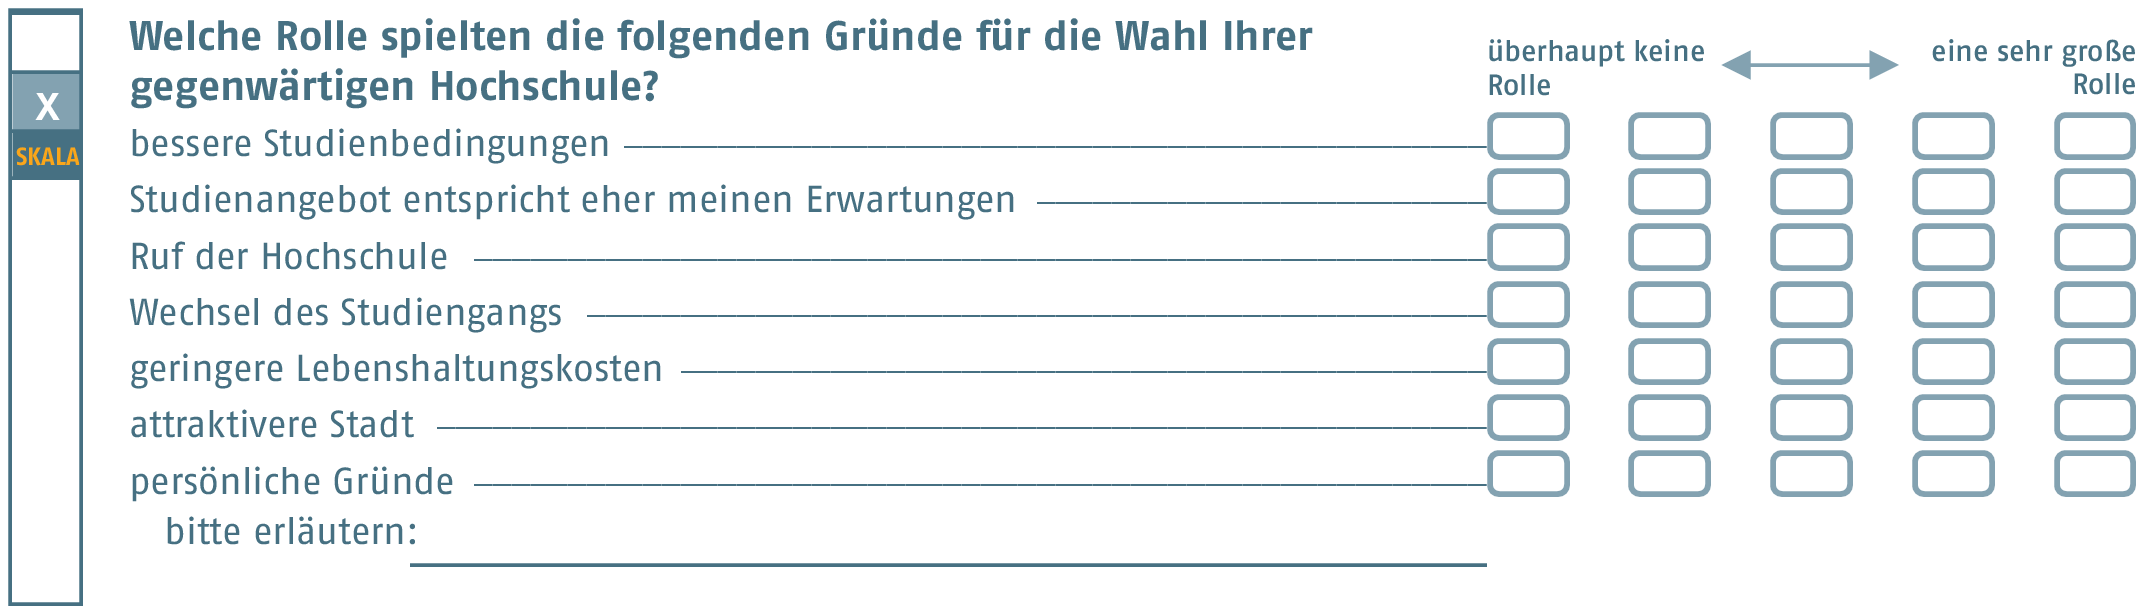 Welche Rolle spielten die folgenden Gründe für die Wahl Ihrer
gegenwärtigen Hochschule?
überhaupt keine
Rolle
eine sehr große
Rolle
X
SKALA
bessere Studienbedingungen
Studienangebot entspricht eher meinen Erwartungen
Ruf der Hochschule
Wechsel des Studiengangs
geringere Lebenshaltungskosten
attraktivere Stadt
persönliche Gründe
bitte erläutern: